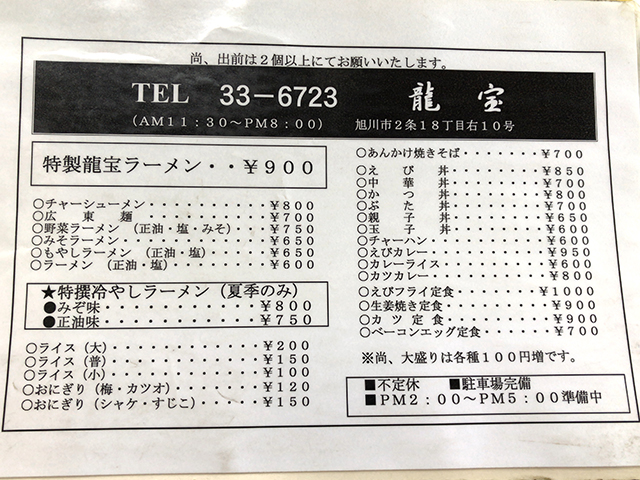 尚、出前は2個以上にてお願いいたします。
TEL 33－6723 龍宝
（AM11：30～PM8：00） 旭川市2条18丁目右10号
特製龍宝ラーメン・・￥900
○チャーシューメン・・・・・・・・￥800
○広東麺・・・・・・・・・・・￥700
○野菜ラーメン （正油・塩・みそ）・・・￥750
○みそラーメン・・・・・・・・・・￥650
○もやしラーメン （正油・塩）・・・・￥650
○ラーメン （正油・塩）・・・・・・・￥600
★特撰冷やしラーメン（夏季のみ）
●みぞ味・・・・・・・・・・￥800
●正油味・・・・・・・・・・￥750
○ライス（大）・・・・・・・・・・￥200
○ライス（普）・・・・・・・・・・￥150
○ライス（小）・・・・・・・・・・￥100
○おにぎり（梅・カツオ）・・・・・・￥120
○おにぎり（シャケ・すじこ）・・・・￥150
○あんかけ焼きそば・・・・・・・￥700
○えび丼・・・・・・・・・・￥850
○中華丼・・・・・・・・・・￥700
○かつ丼・・・・・・・・・・￥800
○ぶた丼・・・・・・・・・・￥700
○親子丼・・・・・・・・・・￥650
○玉子丼・・・・・・・・・・￥600
○チャーハン・・・・・・・・・￥600
○えびカレー・・・・・・・・・￥950
○カレーライス・・・・・・・・￥600
○カツカレー・・・・・・・・・￥800
○えびフライ定食・・・・・・・￥1000
○生姜焼き定食・・・・・・・・￥900
○カツ定食・・・・・・・・・￥900
○ベーコンエッグ定食・・・・・・￥700
※尚、大盛りは各種100円増です。
■不定休 ■駐車場完備
■PM2：00～PM5：00準備中